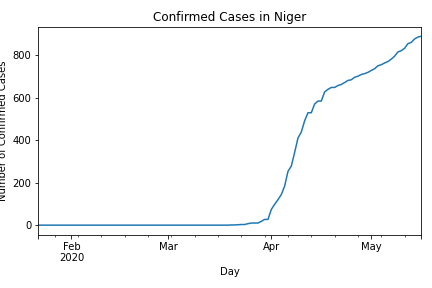 Confirmed Cases in Niger
Number of Confirmed Cases
800
600
400
200
0
Feb
2020
Mar
Apr
May
Day